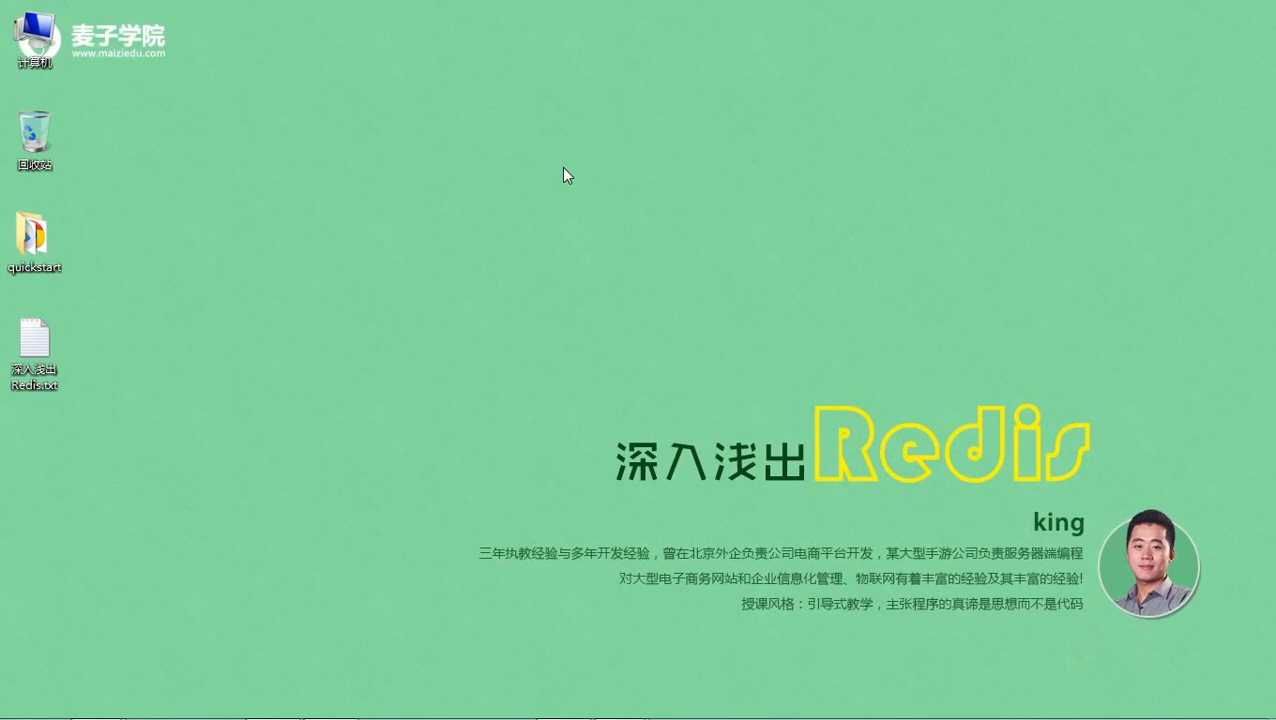 麦子学院
www.maiziedu.com
计算机
回收站
quickstart
深入浅出
Redis.txt
深入浅出Redis
king
三年执教经验与多年开发经验，曾在北京外企负责公司电商平台开发，某大型手游公司负责服务器端编程
对大型电子商务网站和企业信息化管理、物联网有着丰富的经验及其丰富的经验!
授课风格：引导式教学，主张程序的真谛是思想而不是代码